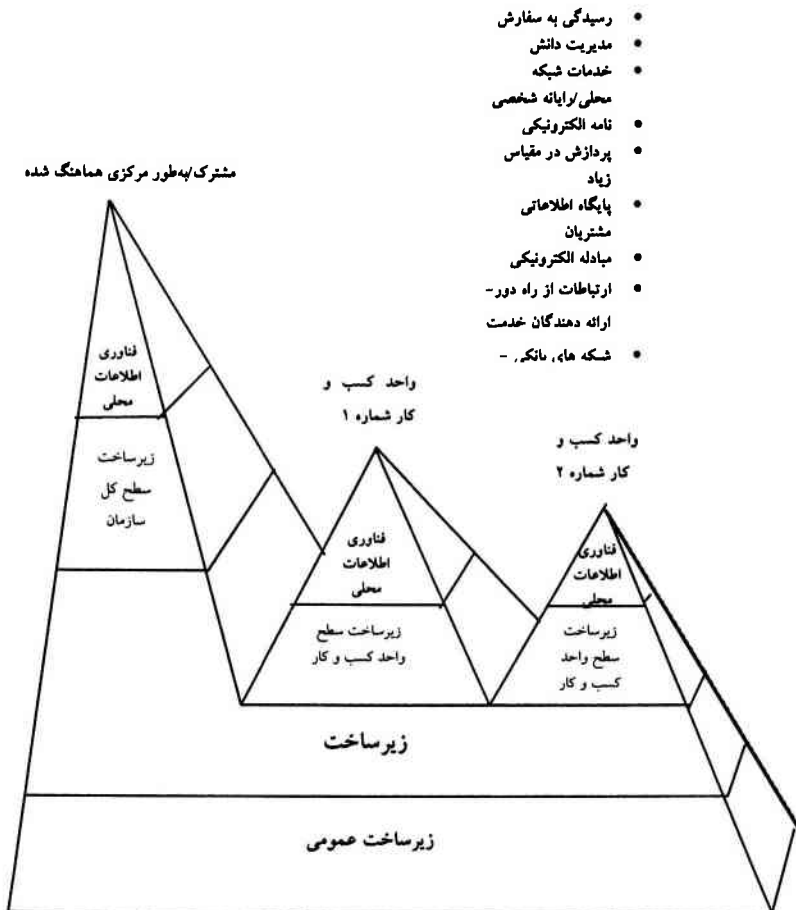 • رسیدگی به سفارش
• مدیریت دانش
• خدمات شبکه
محلی/رایانه شخصی
• نامه الکترونیکی
• پردازش در مقیاس
زیاد
• پایگاه اطلاعاتی
مشتریان
• مبادله الکترونیکی
• ارتباطات از راه دور-
ارائه دهندگان خدمت
• شبکه های بانکی -
مشترک/به‌طور مرکزی هماهنگ شده
فناوری
اطلاعات
محلی
زیرساخت
سطح کل
سازمان
واحد کسب و
کار شماره ۱
فناوری
اطلاعات
محلی
زیرساخت سطح
واحد کسب و کار
واحد کسب و
کار شماره ۲
فناوری
اطلاعات
محلی
زیرساخت
سطح واحد
کسب و کار
زیرساخت
زیرساخت عمومی